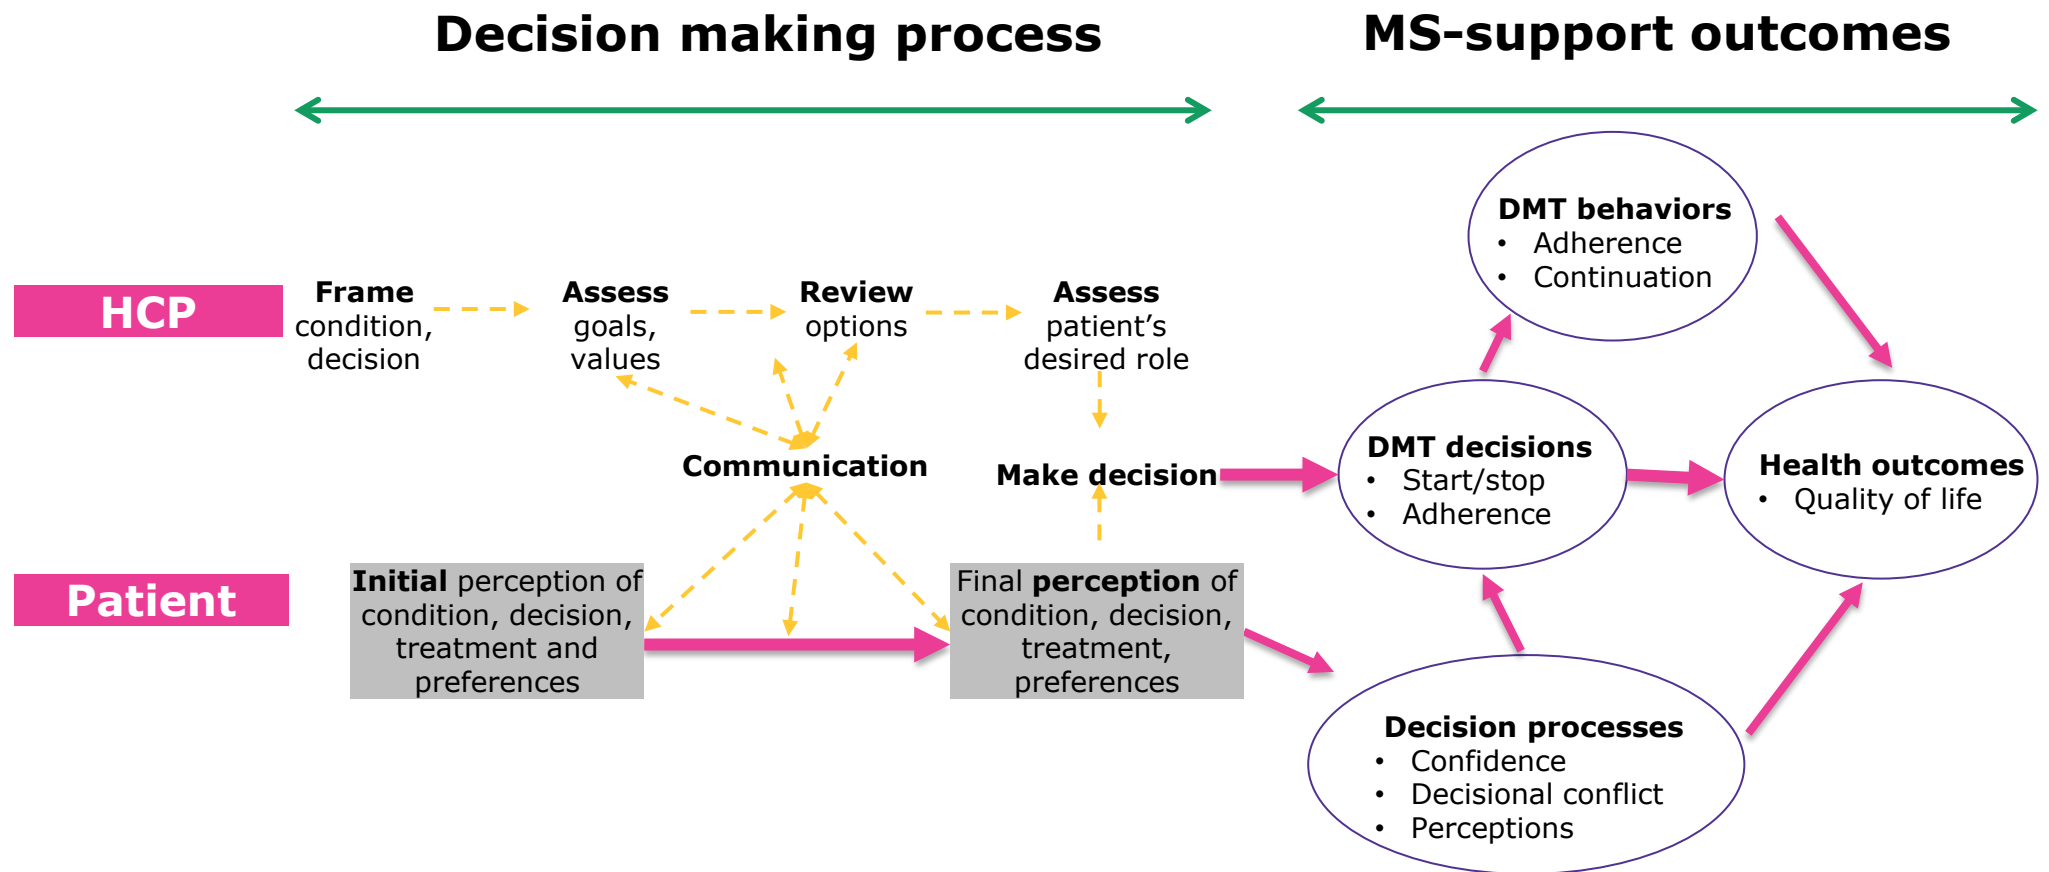 Decision making process
MS-support outcomes
HCP
Frame
condition,
decision
Assess
goals,
values
Review
options
Assess
patient's
desired role
Communication
Make decision
Patient
Initial perception of
condition, decision,
treatment and
preferences
Final perception of
condition, decision,
treatment,
preferences
DMT behaviors
• Adherence
• Continuation
DMT decisions
• Start/stop
• Adherence
Health outcomes
• Quality of life
Decision processes
• Confidence
• Decisional conflict
• Perceptions